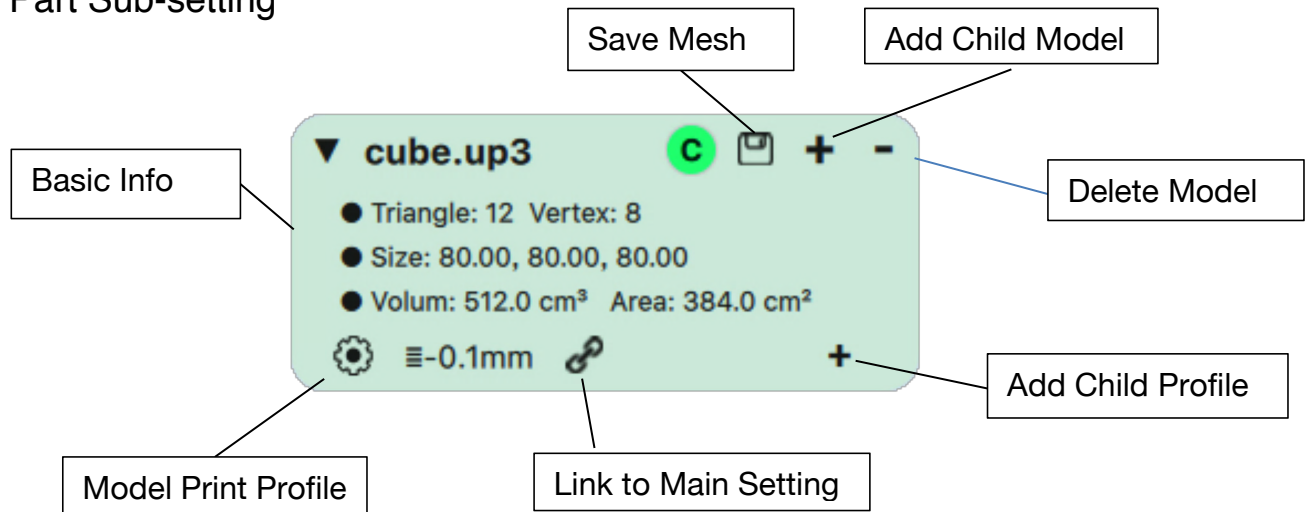 Part Sub-setting
Save Mesh
Add Child Model
▼ cube.up3 C + -
Basic Info
Delete Model
● Triangle: 12 Vertex: 8
● Size: 80.00, 80.00, 80.00
● Volum: 512.0 cm³ Area: 384.0 cm²
≣-0.1mm +
Add Child Profile
Model Print Profile
Link to Main Setting